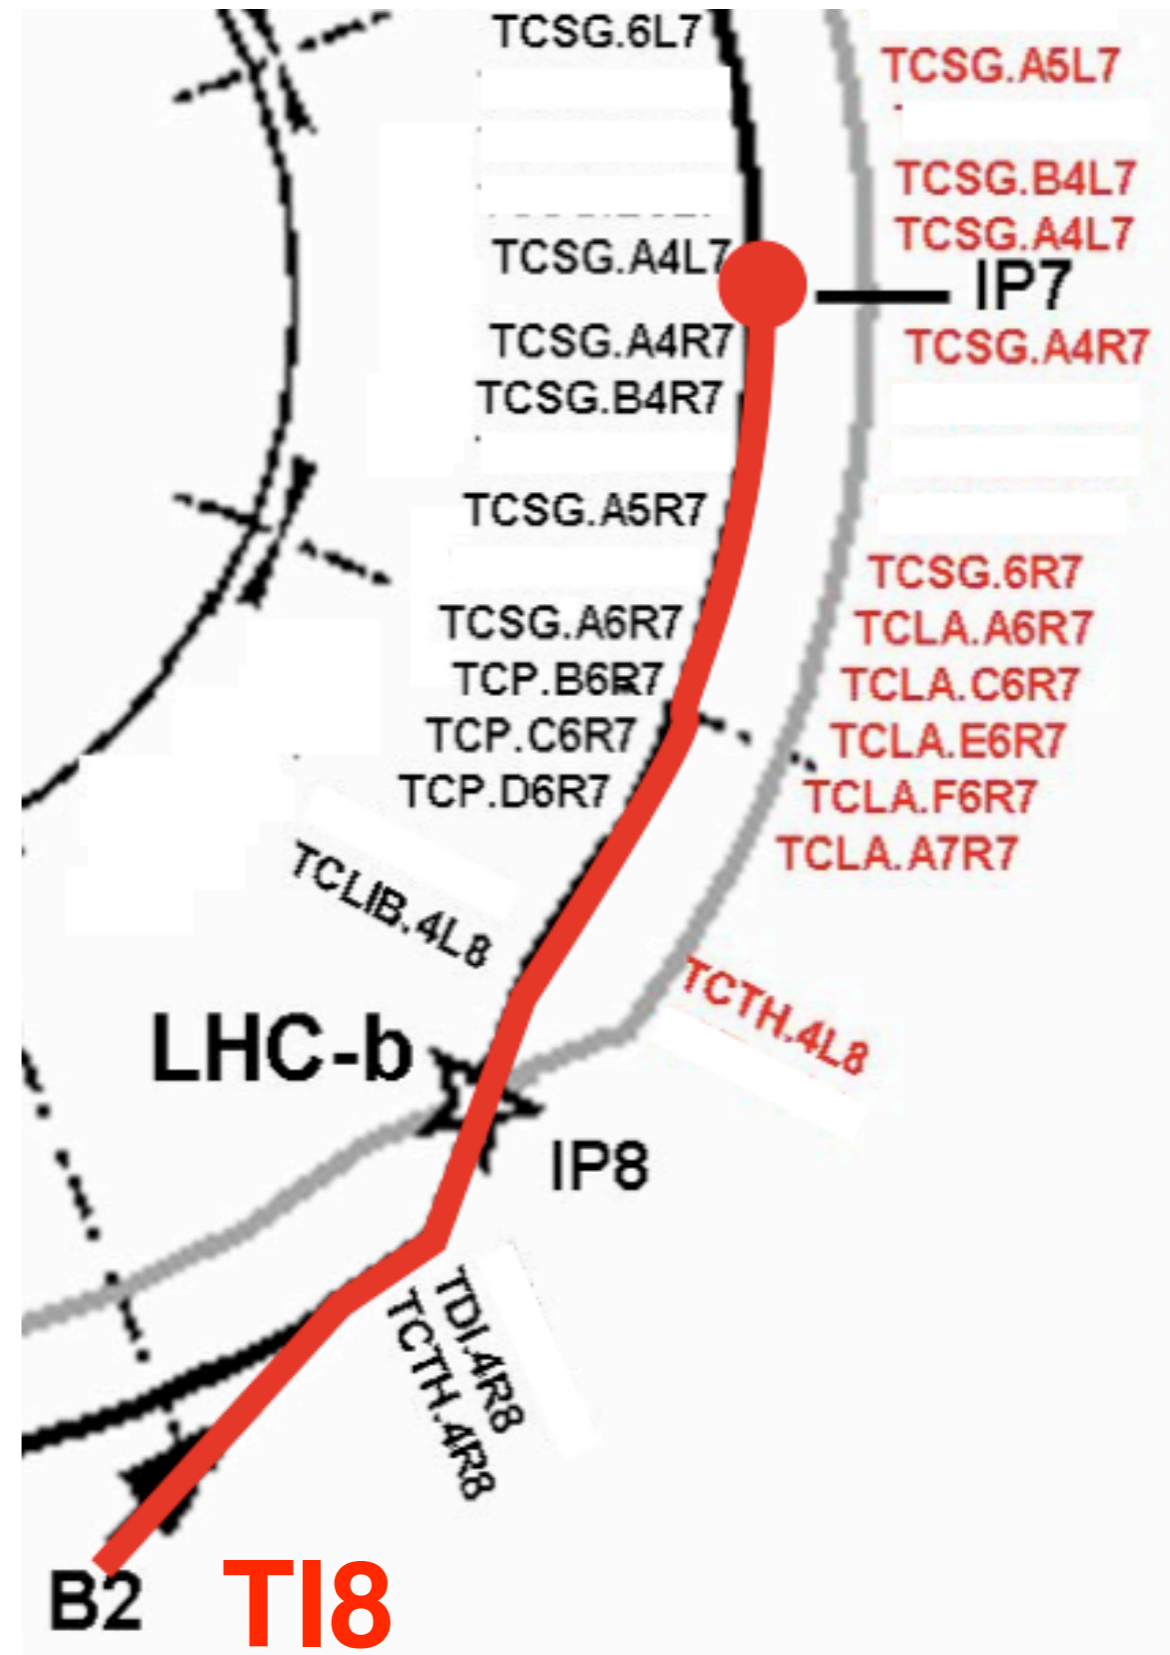 TCSG.6L7
TCSG.A5L7
TCSG.B4L7
TCSG.A4L7
TCSG.A4L7
IP7
TCSG.A4R7
TCSG.A4R7
TCSG.B4R7
TCSG.A5R7
TCSG.6R7
TCSG.A6R7
TCLA.A6R7
TCP.B6R7
TCLA.C6R7
TCP.C6R7
TCLA.E6R7
TCP.D6R7
TCLA.F6R7
TCLA.A7R7
TCLIB.4L8
TCTH.4L8
LHC-b
IP8
TDI.4R8
TCTH.4R8
B2
TI8